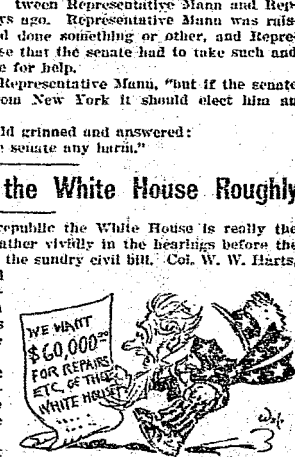 tween Representative Mann and Rep-
ys ago. Representative Mann was rais-
d done something or other, and Repre-
se that the senate had to take such and
e for help.
Representative Mann, "but if the senate
om New York it should elect him an
ld grinned and answered:
e senate any harm."
the White House Roughly
republic the White House is really the
ather vividly in the hearings before the
the sundry civil bill. Col. W. W. Harts,
WE WANT
$60,000.00
FOR REPAIRS
ETC, OF THE
WHITE HOUSE